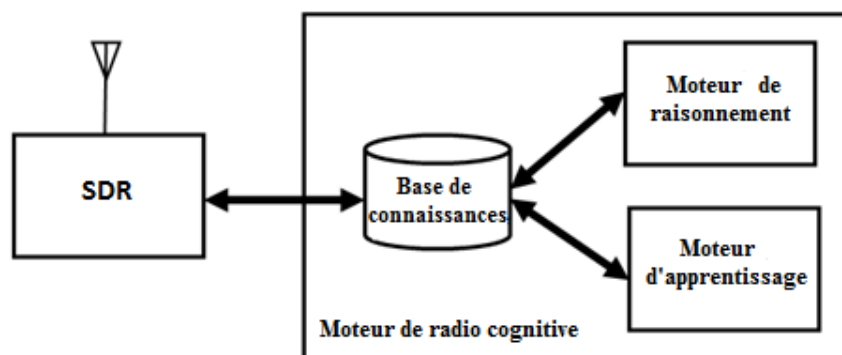 SDR
Base de
connaissances
Moteur de
raisonnement
Moteur
d'apprentissage
Moteur de radio cognitive